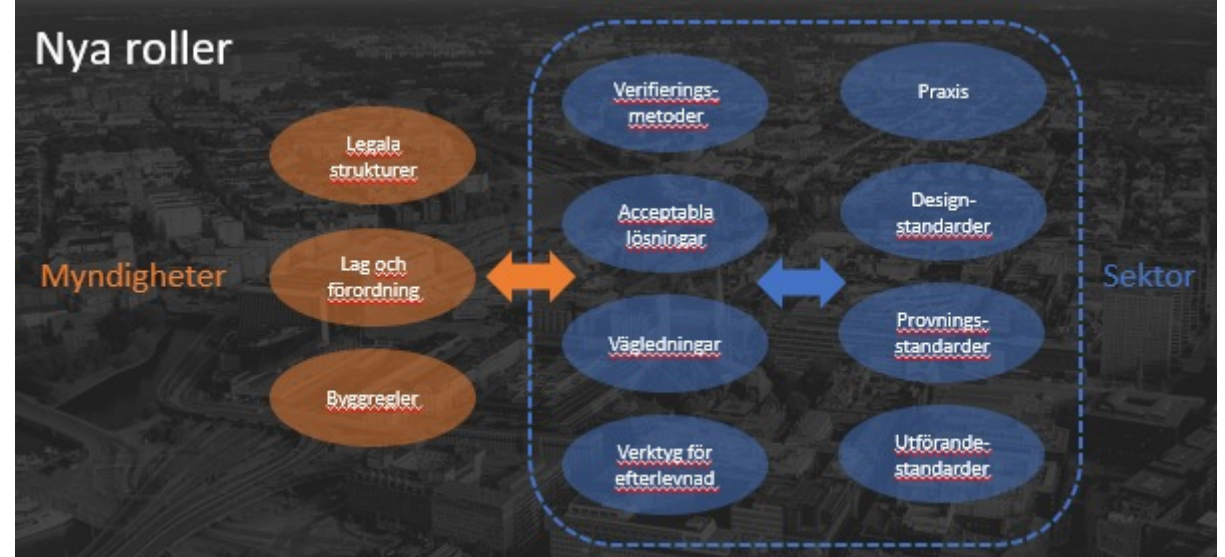 Nya roller
Legala
strukturer
Myndigheter
Lag och
förordning
Byggregler
Verifierings-
metoder
Acceptabla
lösningar
Vägledningar
Verktyg för
efterlevnad
Praxis
Design-
standarder
Provnings-
standarder
Utförande-
standarder
Sektor